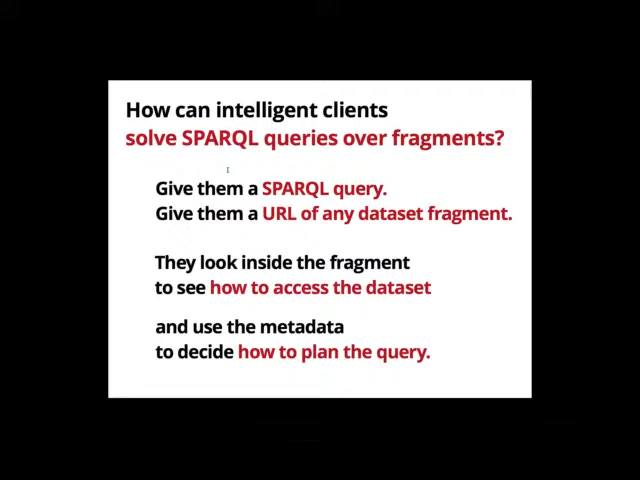 How can intelligent clients
solve SPARQL queries over fragments?
Give them a SPARQL query.
Give them a URL of any dataset fragment.
They look inside the fragment
to see how to access the dataset
and use the metadata
to decide how to plan the query.